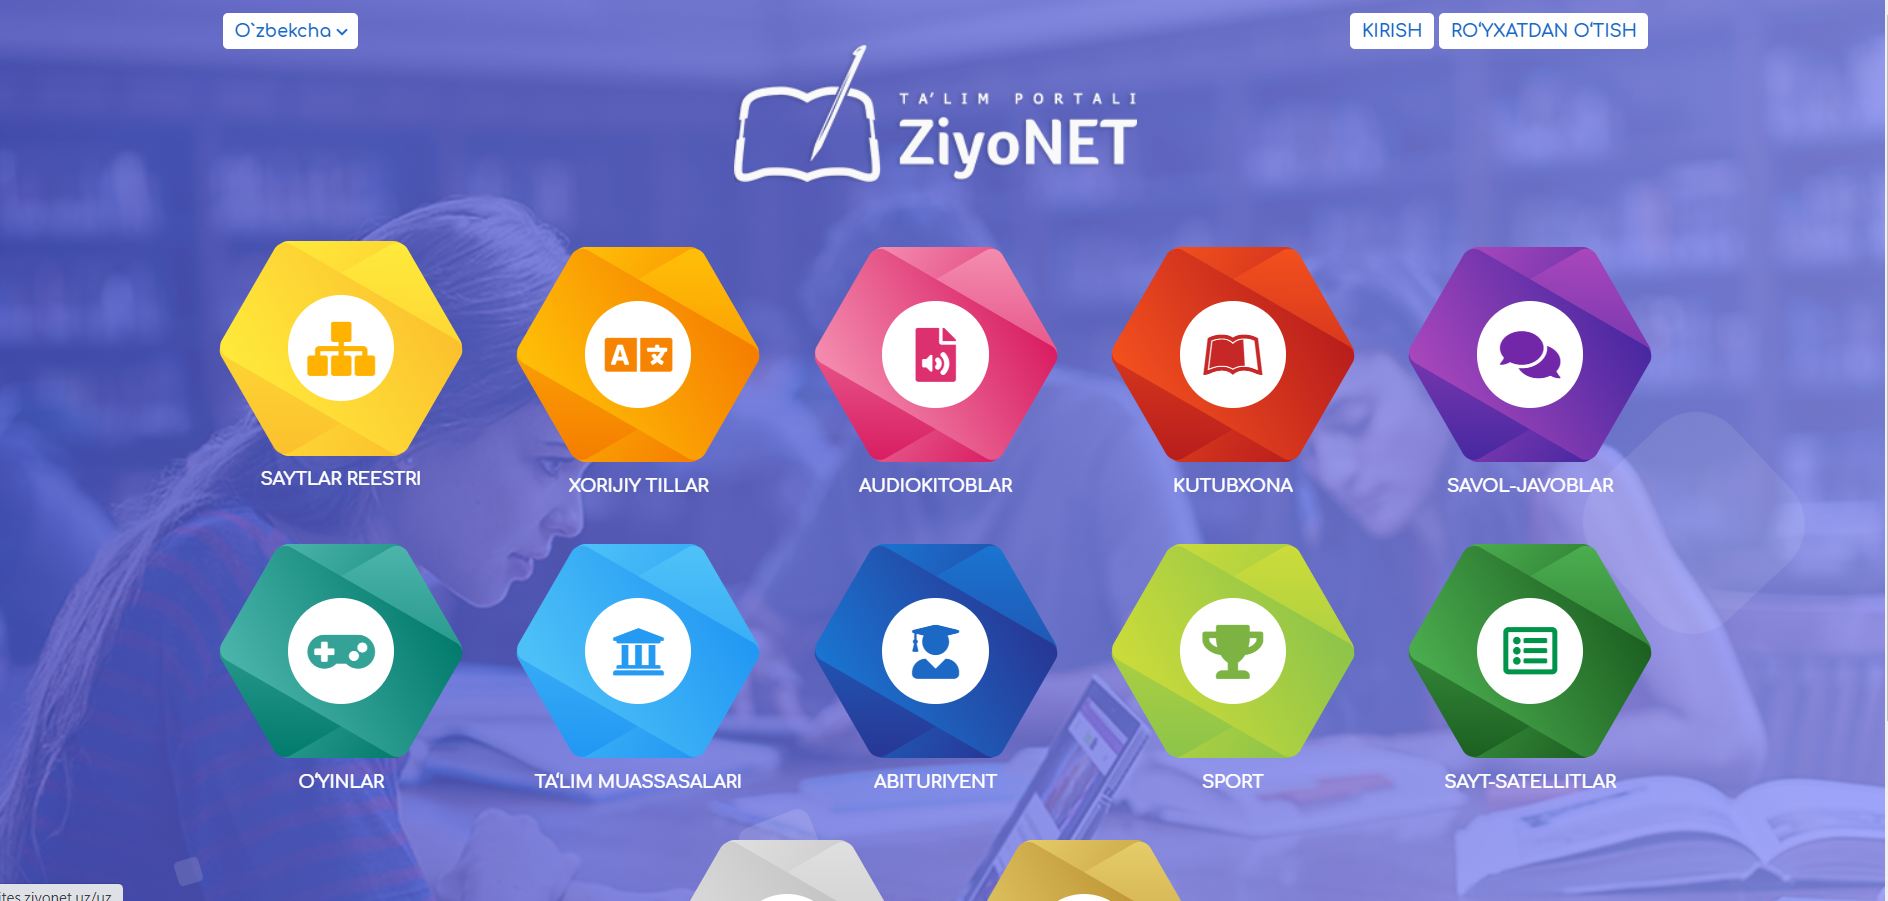 O`zbekcha
KIRISH
RO‘YXATDAN O‘TISH
TA’LIM PORTALI
ZiyoNET
SAYTLAR REESTRI
XORIJIY TILLAR
AUDIOKITOBLAR
KUTUBXONA
SAVOL-JAVOBLAR
O‘YINLAR
TA‘LIM MUASSASALARI
ABITURIYENT
SPORT
SAYT-SATELLITLAR
ites.ziyonet.uz/uz